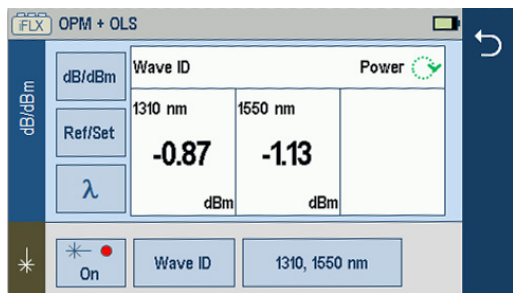 iFLX OPM + OLS
dB/dBm
dB/dBm
Wave ID Power
Ref/Set
1310 nm 1550 nm
-0.87 -1.13
dBm dBm
λ
On
Wave ID
1310, 1550 nm